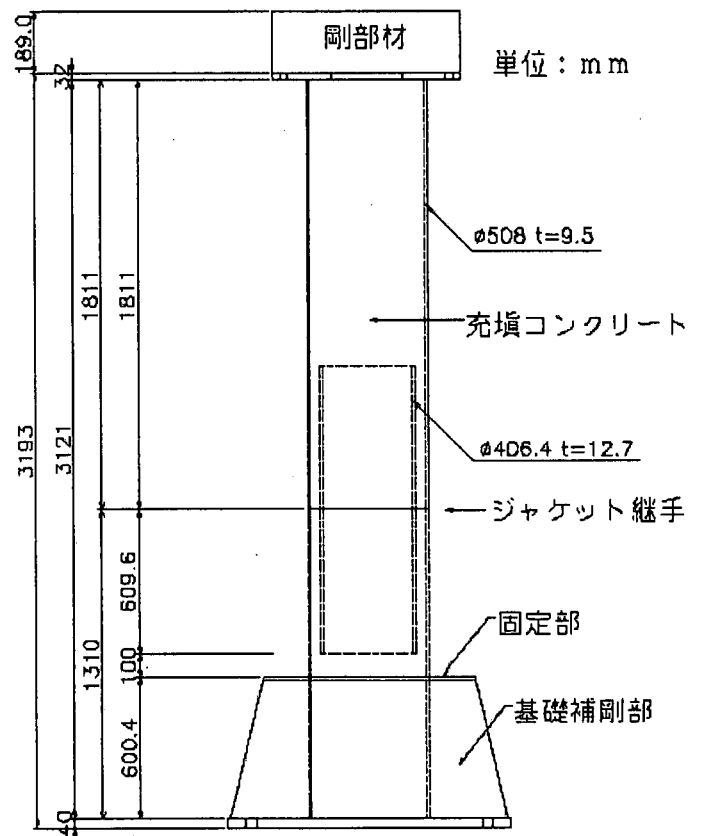 剛部材
単位：mm
189.0
32
φ508 t=9.5
1811
1811
充填コンクリート
3193
3121
φ406.4 t=12.7
ジャケット継手
609.6
固定部
1310
100
基礎補剛部
600.4
40